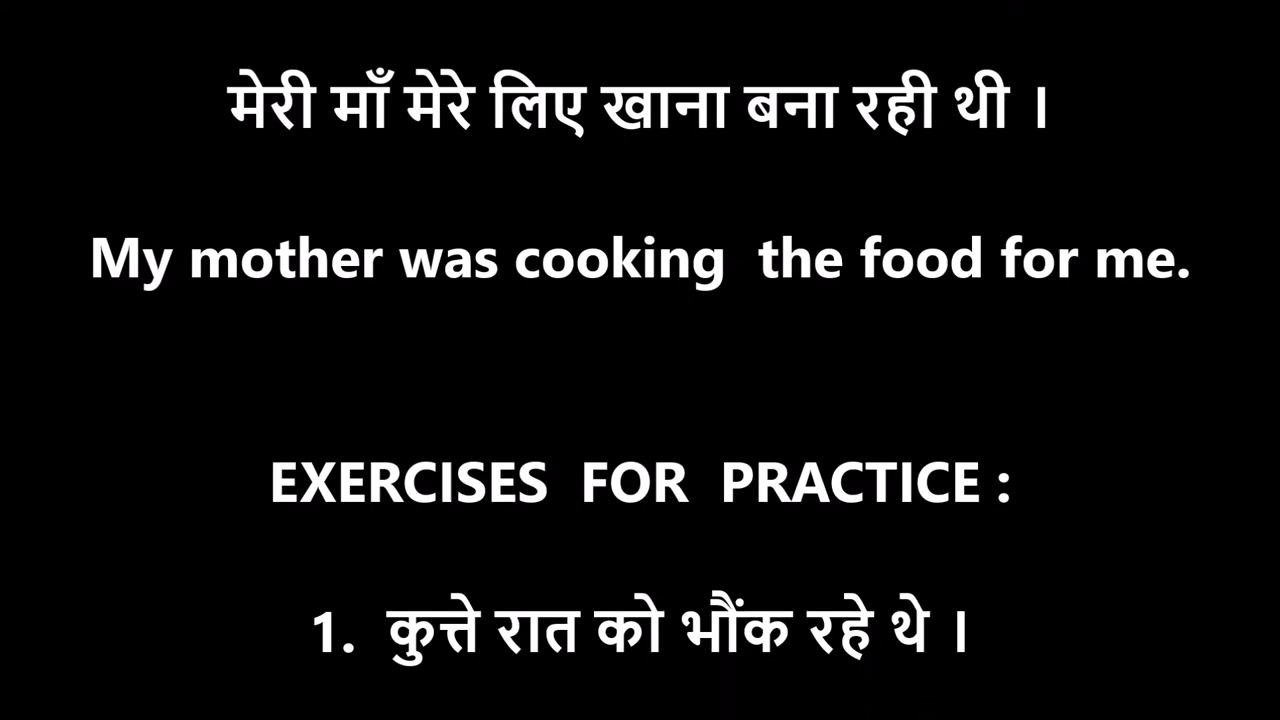 मेरी माँ मेरे लिए खाना बना रही थी ।
My mother was cooking  the food for me.
EXERCISES  FOR  PRACTICE :
1.  कुत्ते रात को भौंक रहे थे ।